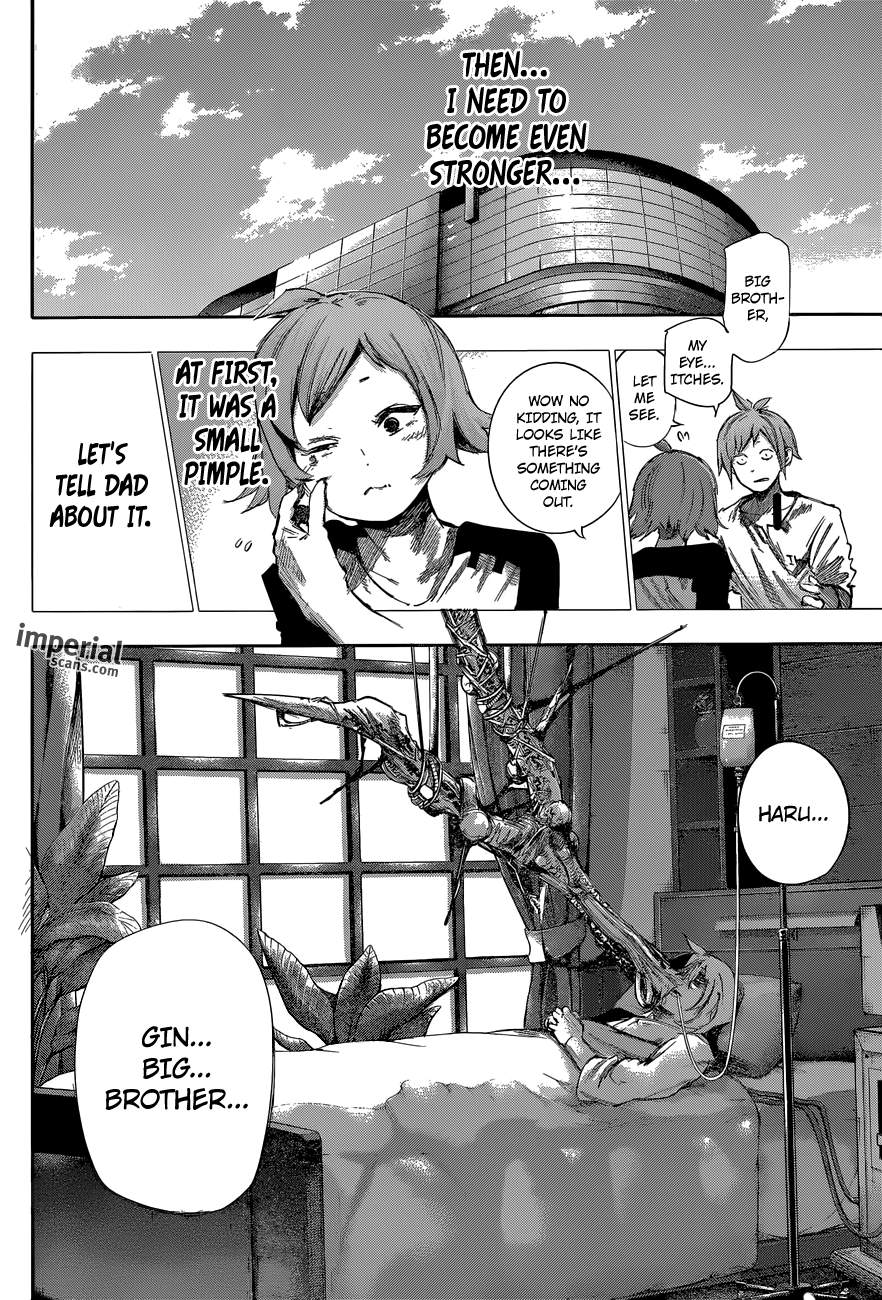 THEN...
I NEED TO
BECOME EVEN
STRONGER...
BIG
BROTH-
ER,
MY
EYE...
ITCHES.
LET
ME
SEE.
WOW NO
KIDDING, IT
LOOKS LIKE
THERE'S
SOMETHING
COMING
OUT.
AT FIRST,
IT WAS A
SMALL
PIMPLE.
LET'S
TELL DAD
ABOUT IT.
imperial
scans.com
HARU...
GIN...
BIG...
BROTHER...